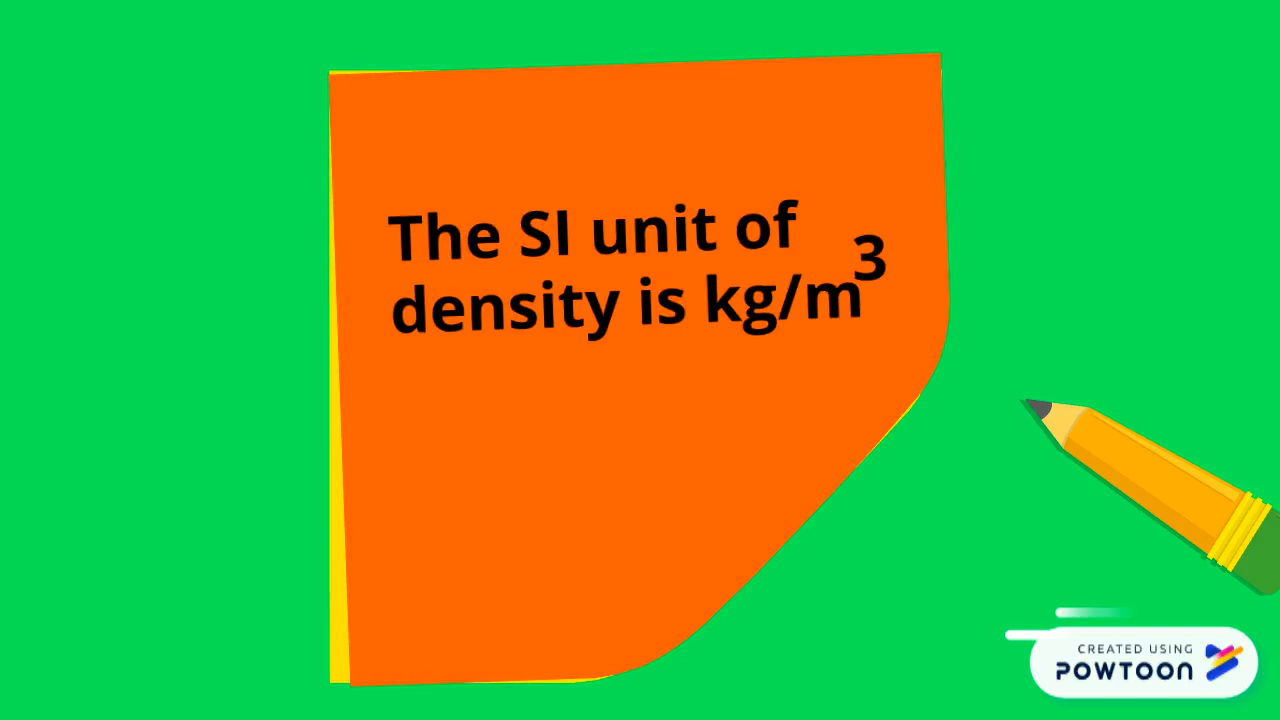 The SI unit of
density is kg/m³
CREATED USING
POWTOON